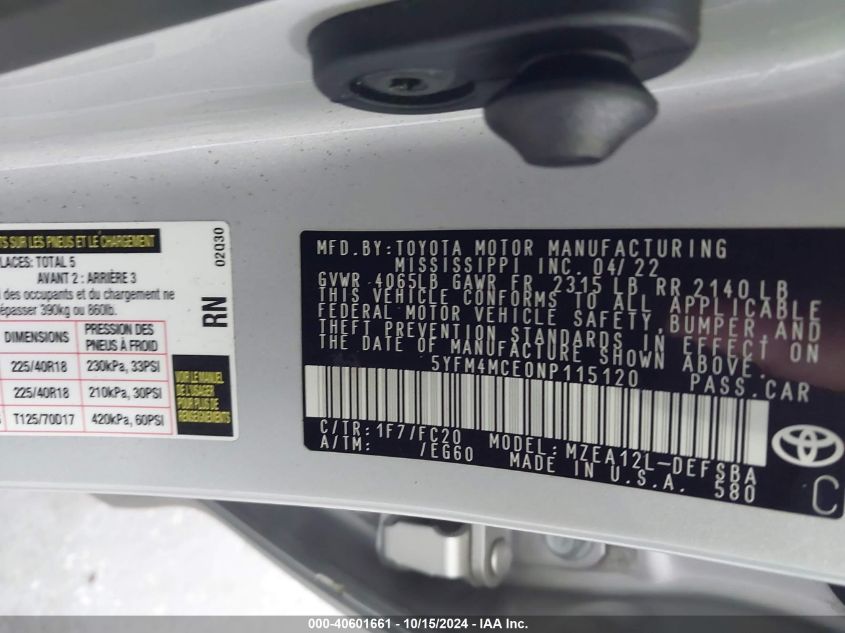 TS SUR LES PNEUS ET LE CHARGEMENT
LACES: TOTAL 5
AVANT 2 : ARRIÈRE 3
des occupants et du chargement ne
épasser 390kg ou 860lb.
DIMENSIONS PRESSION DES PNEUS À FROID
225/40R18 230kPa, 33PSI
225/40R18 210kPa, 30PSI
T125/70D17 420kPa, 60PSI
VOIR LE MANUEL
DE L'USAGER
POUR PLUS DE
RENSEIGNEMENTS
RN 02Q30
MFD.BY:TOYOTA MOTOR MANUFACTURING
MISSISSIPPI INC. 04/22
GVWR 4065LB GAWR FR 2315 LB RR 2140 LB
THIS VEHICLE CONFORMS TO ALL APPLICABLE
FEDERAL MOTOR VEHICLE SAFETY,BUMPER AND
THEFT PREVENTION STANDARDS IN EFFECT ON
THE DATE OF MANUFACTURE SHOWN ABOVE.
5YFM4MCE0NP115120 PASS.CAR
C/TR: 1F7/FC20 MODEL: MZEA12L-DEFSBA
A/TM: /EG60 MADE IN U.S.A. 580
C
000-40601661 - 10/15/2024 - IAA Inc.